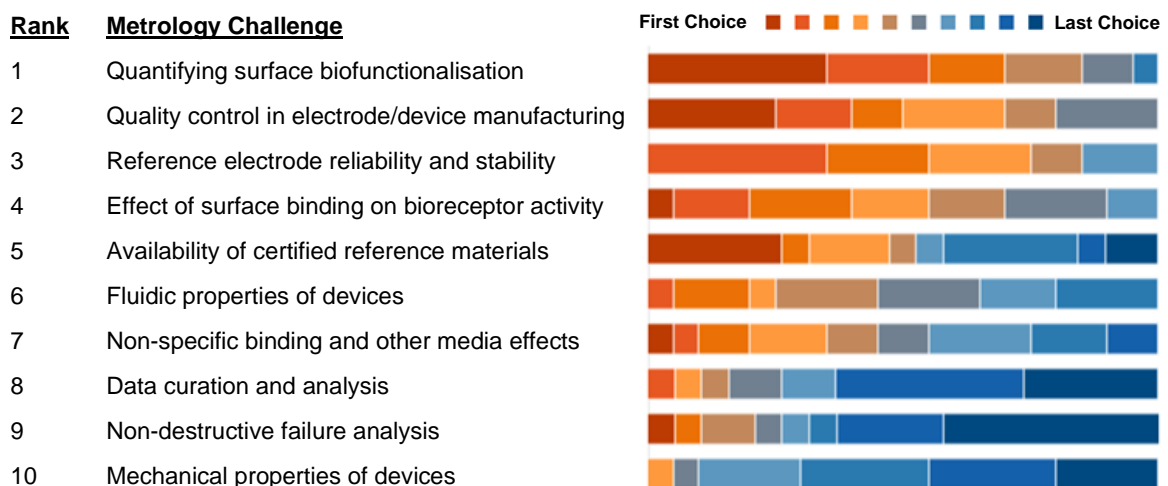 Rank Metrology Challenge First Choice Last Choice
1 Quantifying surface biofunctionalisation
2 Quality control in electrode/device manufacturing
3 Reference electrode reliability and stability
4 Effect of surface binding on bioreceptor activity
5 Availability of certified reference materials
6 Fluidic properties of devices
7 Non-specific binding and other media effects
8 Data curation and analysis
9 Non-destructive failure analysis
10 Mechanical properties of devices